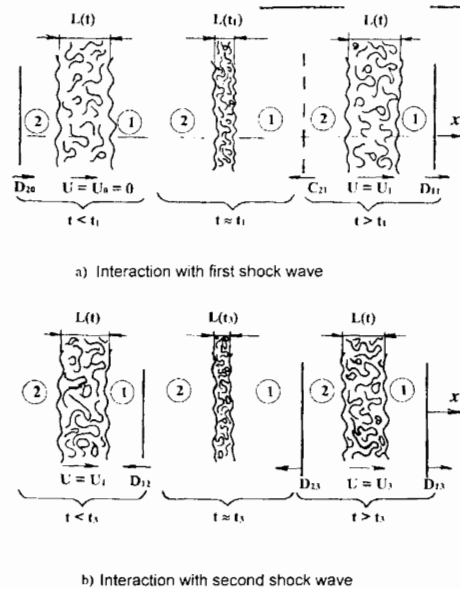 L(t) L(t₁) L(t)
2 1 2 1 2 1 x
D₂₀ U = U₀ = 0 C₂₁ U = U₁ D₁₁
t < t₁ t ≈ t₁ t > t₁
a) Interaction with first shock wave
L(t) L(t₃) L(t)
2 1 2 1 2 1 x
U = U₁ D₁₂ D₂₃ U = U₃ D₁₃
t < t₃ t ≈ t₃ t > t₃
b) Interaction with second shock wave